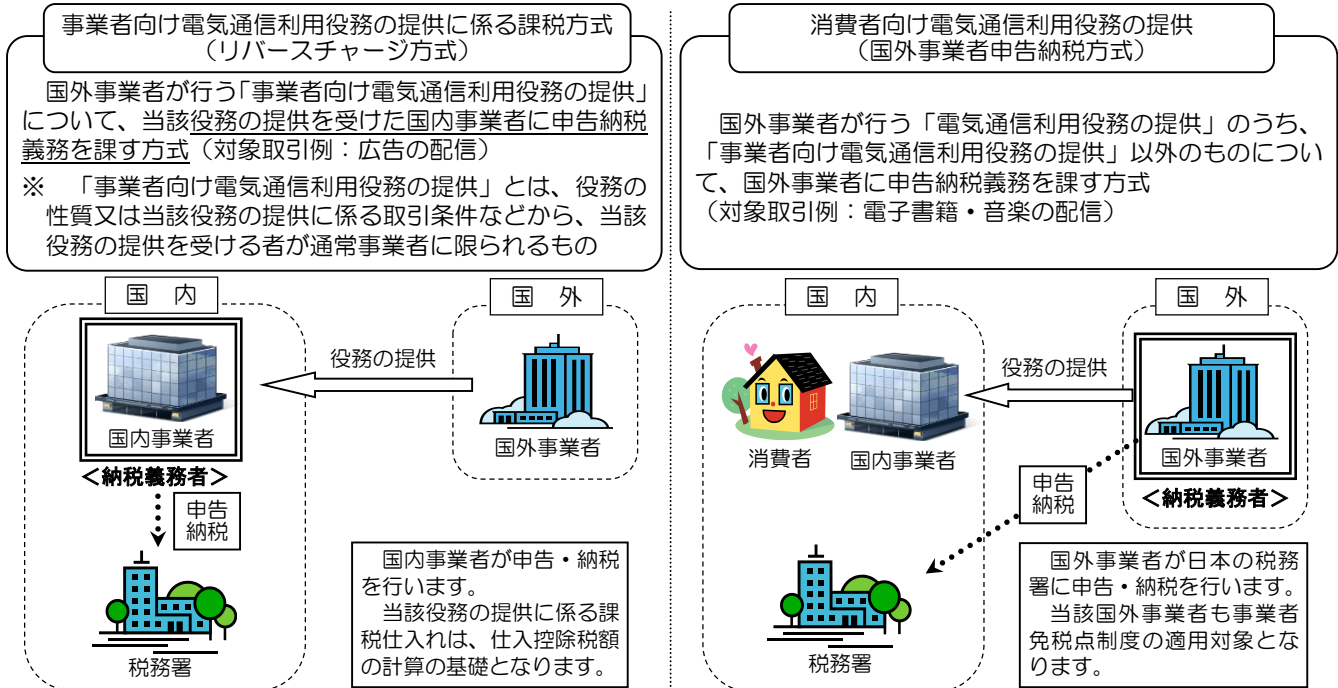 事業者向け電気通信利用役務の提供に係る課税方式
（リバースチャージ方式）
国外事業者が行う「事業者向け電気通信利用役務の提供」
について、当該役務の提供を受けた国内事業者に申告納税
義務を課す方式（対象取引例：広告の配信）
※　「事業者向け電気通信利用役務の提供」とは、役務の
性質又は当該役務の提供に係る取引条件などから、当該
役務の提供を受ける者が通常事業者に限られるもの
国　内
国　外
役務の提供
国内事業者
国外事業者
＜納税義務者＞
申告
納税
税務署
国内事業者が申告・納税
を行います。
当該役務の提供に係る課
税仕入れは、仕入控除税額
の計算の基礎となります。
消費者向け電気通信利用役務の提供
（国外事業者申告納税方式）
国外事業者が行う「電気通信利用役務の提供」のうち、
「事業者向け電気通信利用役務の提供」以外のものについ
て、国外事業者に申告納税義務を課す方式
（対象取引例：電子書籍・音楽の配信）
国　内
国　外
役務の提供
消費者
国内事業者
国外事業者
＜納税義務者＞
申告
納税
税務署
国外事業者が日本の税務
署に申告・納税を行います。
当該国外事業者も事業者
免税点制度の適用対象とな
ります。